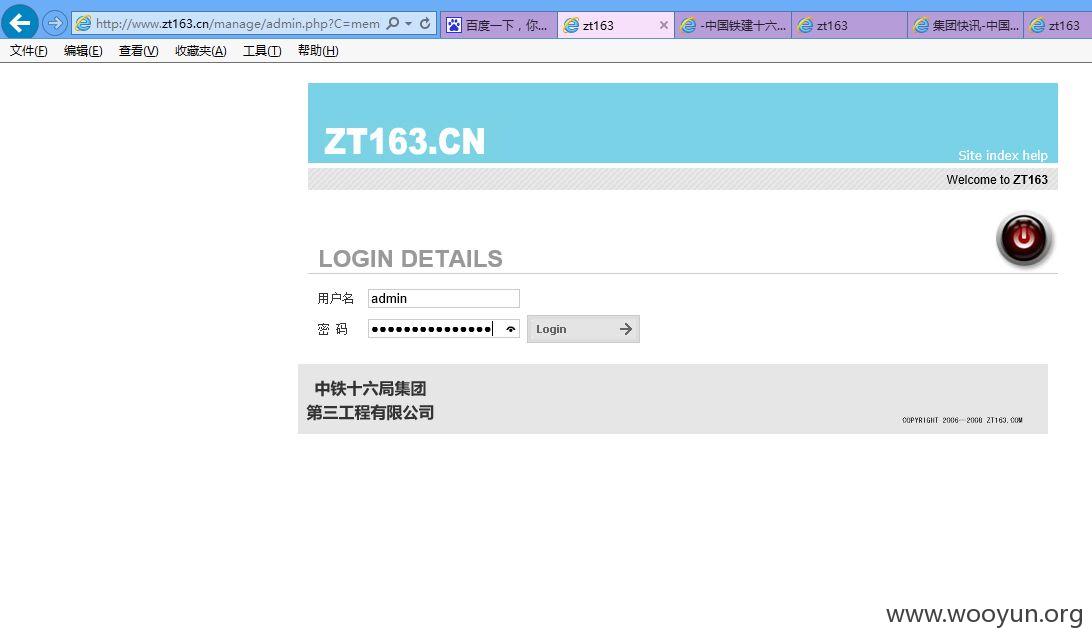 http://www.zt163.cn/manage/admin.php?C=mem
百度一下，你...
zt163
-中国铁建十六...
zt163
集团快讯-中国...
zt163
文件(F) 编辑(E) 查看(V) 收藏夹(A) 工具(T) 帮助(H)
ZT163.CN
Site index help
Welcome to ZT163
LOGIN DETAILS
用户名 admin
密 码 ●●●●●●●●●●●●●●● Login
中铁十六局集团
第三工程有限公司
COPYRIGHT 2006--2008 ZT163.COM
www.wooyun.org